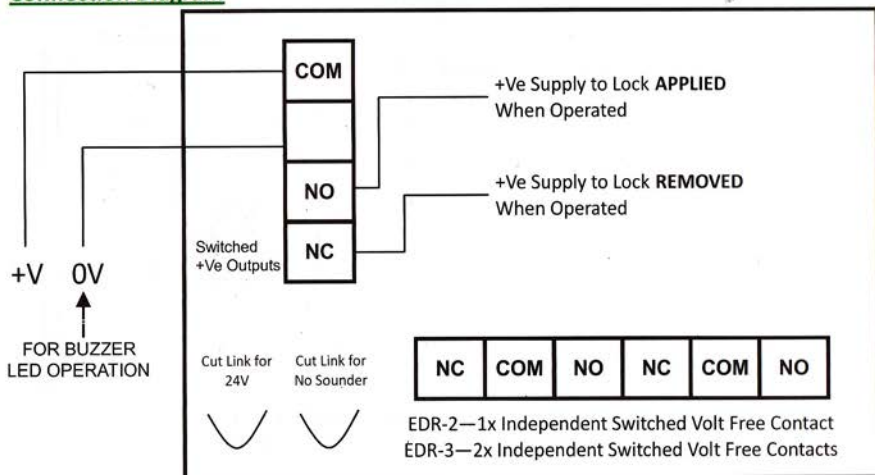 COM
+Ve Supply to Lock APPLIED
When Operated
NO
+Ve Supply to Lock REMOVED
When Operated
Switched
+Ve Outputs
NC
+V 0V
FOR BUZZER
LED OPERATION
Cut Link for
24V
Cut Link for
No Sounder
NC COM NO NC COM NO
EDR-2—1x Independent Switched Volt Free Contact
EDR-3—2x Independent Switched Volt Free Contacts